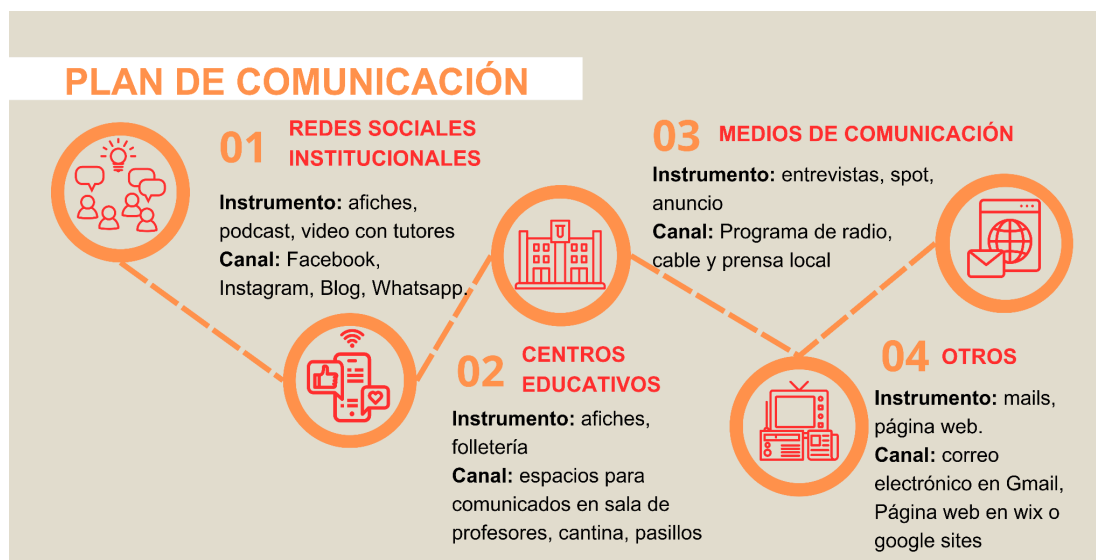 PLAN DE COMUNICACIÓN
01
REDES SOCIALES
INSTITUCIONALES
Instrumento: afiches,
podcast, video con tutores
Canal: Facebook,
Instagram, Blog, Whatsapp.
02
CENTROS
EDUCATIVOS
Instrumento: afiches,
folletería
Canal: espacios para
comunicados en sala de
profesores, cantina, pasillos
03
MEDIOS DE COMUNICACIÓN
Instrumento: entrevistas, spot,
anuncio
Canal: Programa de radio,
cable y prensa local
04
OTROS
Instrumento: mails,
página web.
Canal: correo
electrónico en Gmail,
Página web en wix o
google sites